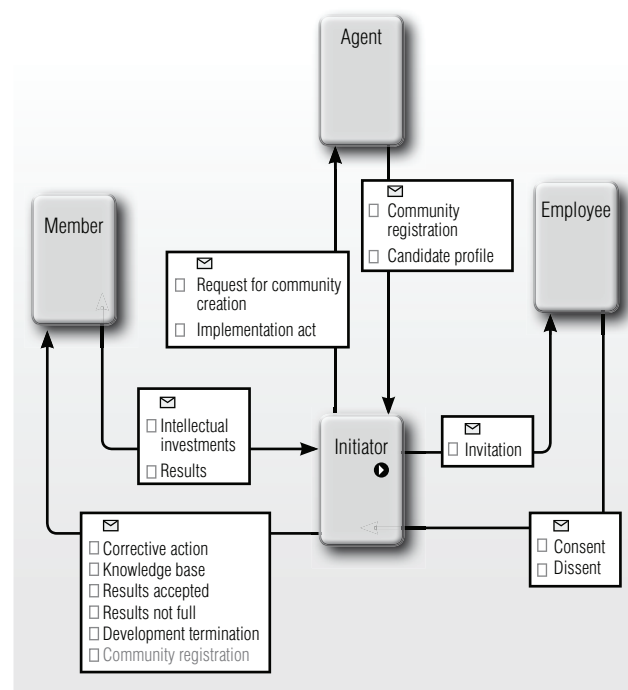 Agent
Community
registration
Candidate profile
Member
Employee
Request for community
creation
Implementation act
Intellectual
investments
Results
Initiator
Invitation
Corrective action
Knowledge base
Results accepted
Results not full
Development termination
Community registration
Consent
Dissent